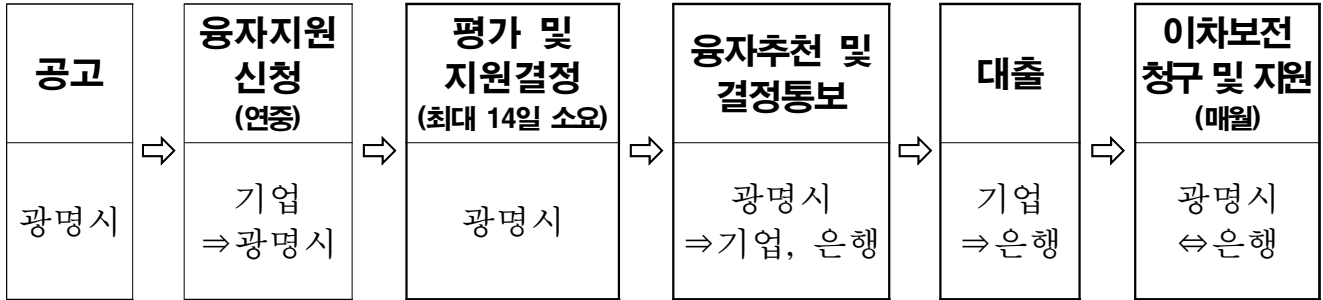 공고
광명시
융자지원
신청
(연중)
기업
⇒광명시
평가 및
지원결정
(최대 14일 소요)
광명시
융자추천 및
결정통보
광명시
⇒기업, 은행
대출
기업
⇒은행
이차보전
청구 및 지원
(매월)
광명시
⇔은행